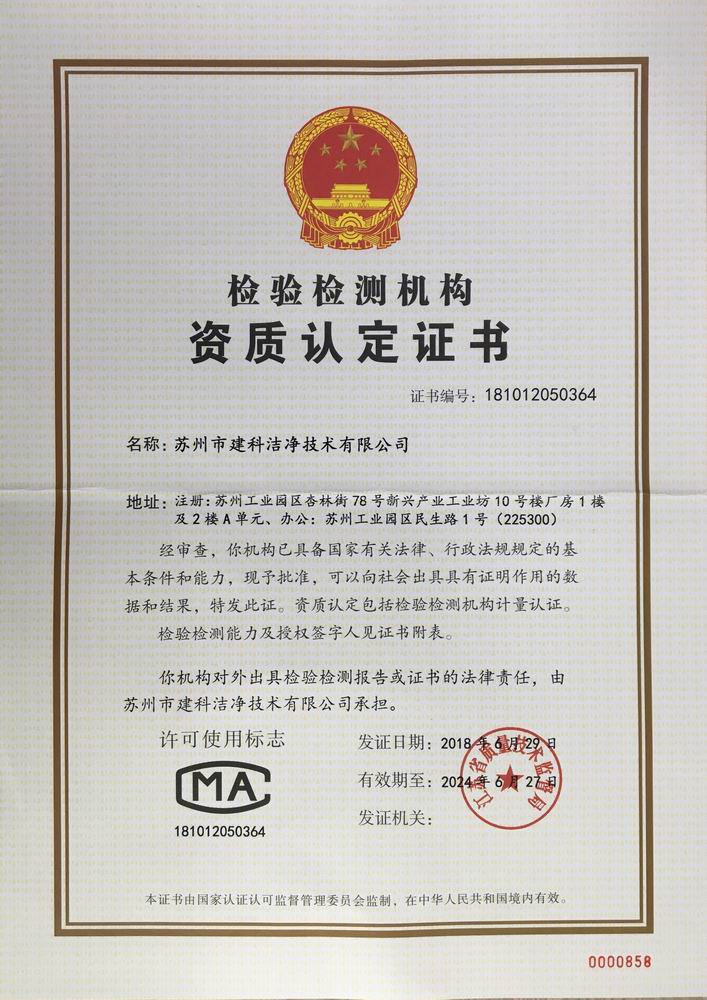 检验检测机构
资质认定证书
证书编号：181012050364
名称：苏州市建科洁净技术有限公司
地址：注册：苏州工业园区杏林街78号新兴产业工业坊10号楼厂房1楼
及2楼A单元、办公：苏州工业园区民生路1号（225300）
经审查，你机构已具备国家有关法律、行政法规规定的基
本条件和能力，现予批准，可以向社会出具具有证明作用的数
据和结果，特发此证。资质认定包括检验检测机构计量认证。
检验检测能力及授权签字人见证书附表。
你机构对外出具检验检测报告或证书的法律责任，由
苏州市建科洁净技术有限公司承担。
许可使用标志
MA
181012050364
发证日期：2018年6月29日
有效期至：2024年6月27日
发证机关：
江苏省质量技术监督局
本证书由国家认证认可监督管理委员会监制，在中华人民共和国境内有效。
0000858